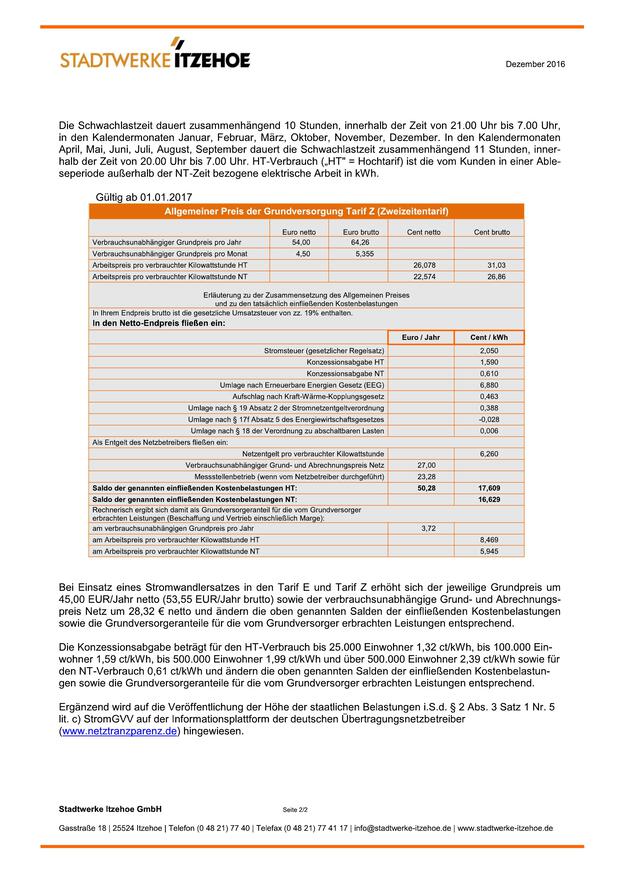 STADTWERKE ITZEHOE
Dezember 2016
Die Schwachlastzeit dauert zusammenhängend 10 Stunden, innerhalb der Zeit von 21.00 Uhr bis 7.00 Uhr,
in den Kalendermonaten Januar, Februar, März, Oktober, November, Dezember. In den Kalendermonaten
April, Mai, Juni, Juli, August, September dauert die Schwachlastzeit zusammenhängend 11 Stunden, inner-
halb der Zeit von 20.00 Uhr bis 7.00 Uhr. HT-Verbrauch („HT" = Hochtarif) ist die vom Kunden in einer Able-
seperiode außerhalb der NT-Zeit bezogene elektrische Arbeit in kWh.
Gültig ab 01.01.2017
Allgemeiner Preis der Grundversorgung Tarif Z (Zweizeitentarif)
Euro netto Euro brutto Cent netto Cent brutto
Verbrauchsunabhängiger Grundpreis pro Jahr 54,00 64,26
Verbrauchsunabhängiger Grundpreis pro Monat 4,50 5,355
Arbeitspreis pro verbrauchter Kilowattstunde HT 26,078 31,03
Arbeitspreis pro verbrauchter Kilowattstunde NT 22,574 26,86
Erläuterung zu der Zusammensetzung des Allgemeinen Preises
und zu den tatsächlich einfließenden Kostenbelastungen
In Ihrem Endpreis brutto ist die gesetzliche Umsatzsteuer von zz. 19% enthalten.
In den Netto-Endpreis fließen ein:
Euro / Jahr Cent / kWh
Stromsteuer (gesetzlicher Regelsatz) 2,050
Konzessionsabgabe HT 1,590
Konzessionsabgabe NT 0,610
Umlage nach Erneuerbare Energien Gesetz (EEG) 6,880
Aufschlag nach Kraft-Wärme-Kopplungsgesetz 0,463
Umlage nach § 19 Absatz 2 der Stromnetzentgeltverordnung 0,388
Umlage nach § 17f Absatz 5 des Energiewirtschaftsgesetzes -0,028
Umlage nach § 18 der Verordnung zu abschaltbaren Lasten 0,006
Als Entgelt des Netzbetreibers fließen ein:
Netzentgelt pro verbrauchter Kilowattstunde 6,260
Verbrauchsunabhängiger Grund- und Abrechnungspreis Netz 27,00
Messstellenbetrieb (wenn vom Netzbetreiber durchgeführt) 23,28
Saldo der genannten einfließenden Kostenbelastungen HT: 50,28 17,609
Saldo der genannten einfließenden Kostenbelastungen NT: 16,629
Rechnerisch ergibt sich damit als Grundversorgeranteil für die vom Grundversorger
erbrachten Leistungen (Beschaffung und Vertrieb einschließlich Marge):
am verbrauchsunabhängigen Grundpreis pro Jahr 3,72
am Arbeitspreis pro verbrauchter Kilowattstunde HT 8,469
am Arbeitspreis pro verbrauchter Kilowattstunde NT 5,945
Bei Einsatz eines Stromwandlersatzes in den Tarif E und Tarif Z erhöht sich der jeweilige Grundpreis um
45,00 EUR/Jahr netto (53,55 EUR/Jahr brutto) sowie der verbrauchsunabhängige Grund- und Abrechnungs-
preis Netz um 28,32 € netto und ändern die oben genannten Salden der einfließenden Kostenbelastungen
sowie die Grundversorgeranteile für die vom Grundversorger erbrachten Leistungen entsprechend.
Die Konzessionsabgabe beträgt für den HT-Verbrauch bis 25.000 Einwohner 1,32 ct/kWh, bis 100.000 Ein-
wohner 1,59 ct/kWh, bis 500.000 Einwohner 1,99 ct/kWh und über 500.000 Einwohner 2,39 ct/kWh sowie für
den NT-Verbrauch 0,61 ct/kWh und ändern die oben genannten Salden der einfließenden Kostenbelastun-
gen sowie die Grundversorgeranteile für die vom Grundversorger erbrachten Leistungen entsprechend.
Ergänzend wird auf die Veröffentlichung der Höhe der staatlichen Belastungen i.S.d. § 2 Abs. 3 Satz 1 Nr. 5
lit. c) StromGVV auf der Informationsplattform der deutschen Übertragungsnetzbetreiber
(www.netztranzparenz.de) hingewiesen.
Stadtwerke Itzehoe GmbH Seite 2/2
Gasstraße 18 | 25524 Itzehoe | Telefon (0 48 21) 77 40 | Telefax (0 48 21) 77 41 17 | info@stadtwerke-itzehoe.de | www.stadtwerke-itzehoe.de